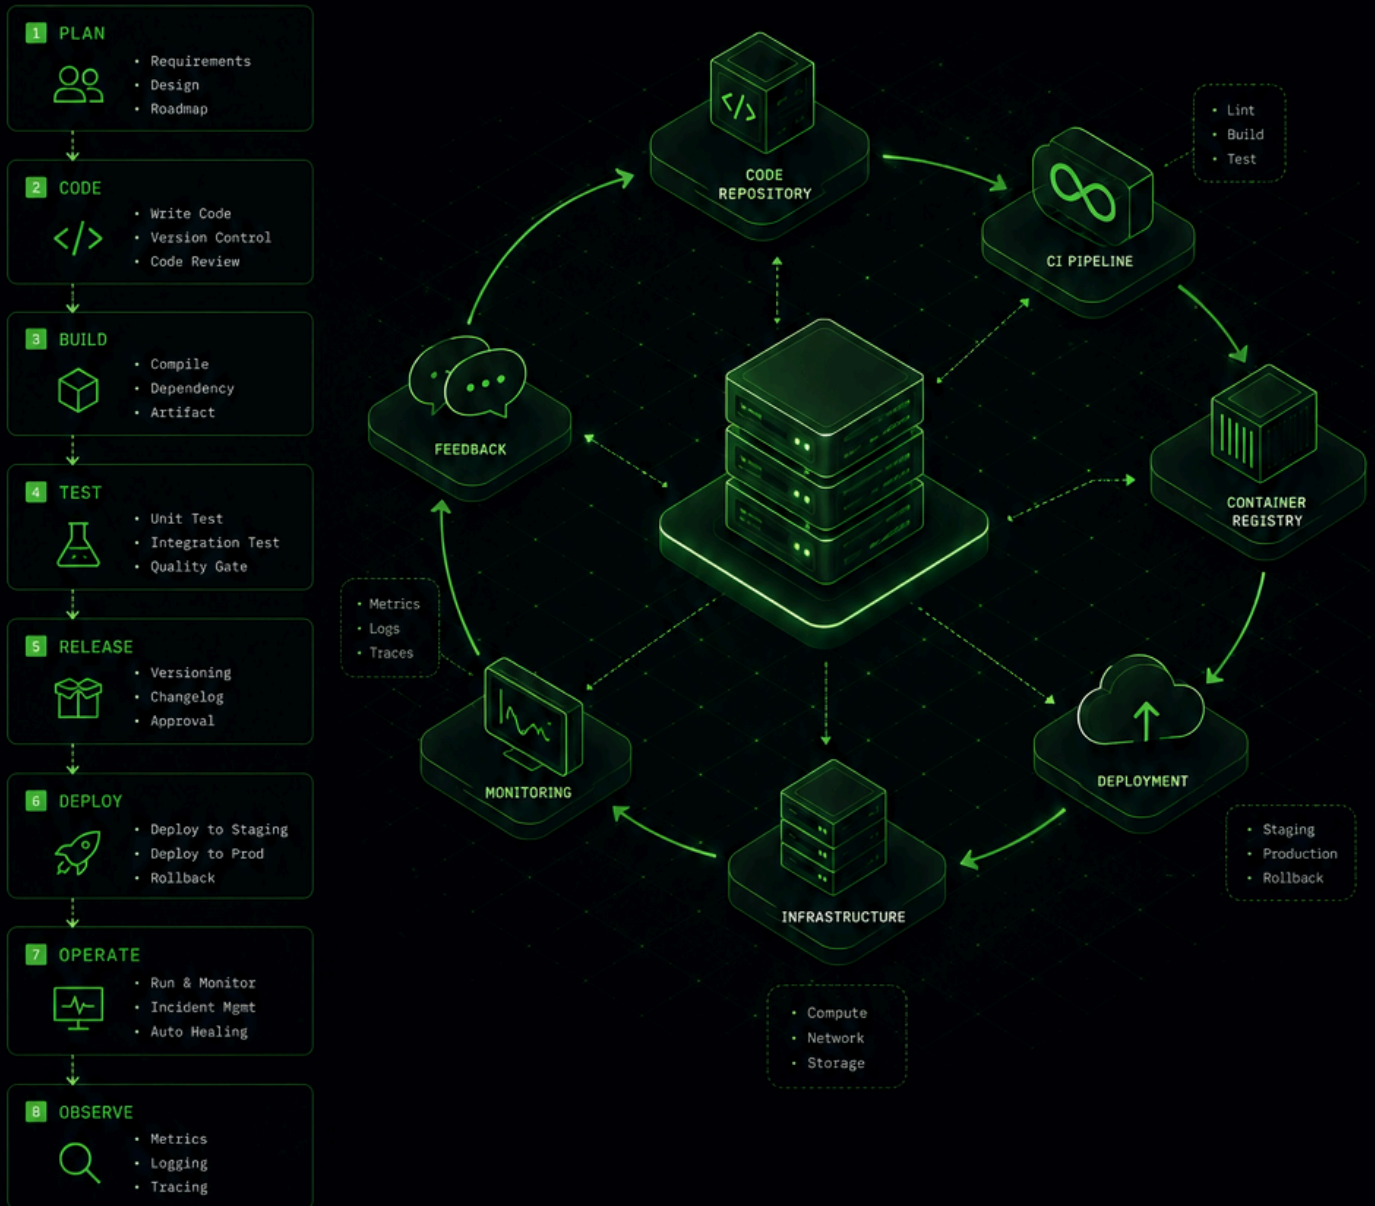 1 PLAN
• Requirements
• Design
• Roadmap
2 CODE
</>
• Write Code
• Version Control
• Code Review
3 BUILD
• Compile
• Dependency
• Artifact
4 TEST
• Unit Test
• Integration Test
• Quality Gate
5 RELEASE
• Versioning
• Changelog
• Approval
6 DEPLOY
• Deploy to Staging
• Deploy to Prod
• Rollback
7 OPERATE
• Run & Monitor
• Incident Mgmt
• Auto Healing
8 OBSERVE
• Metrics
• Logging
• Tracing
</>
CODE
REPOSITORY
CI PIPELINE
• Lint
• Build
• Test
CONTAINER
REGISTRY
DEPLOYMENT
• Staging
• Production
• Rollback
INFRASTRUCTURE
• Compute
• Network
• Storage
MONITORING
• Metrics
• Logs
• Traces
FEEDBACK